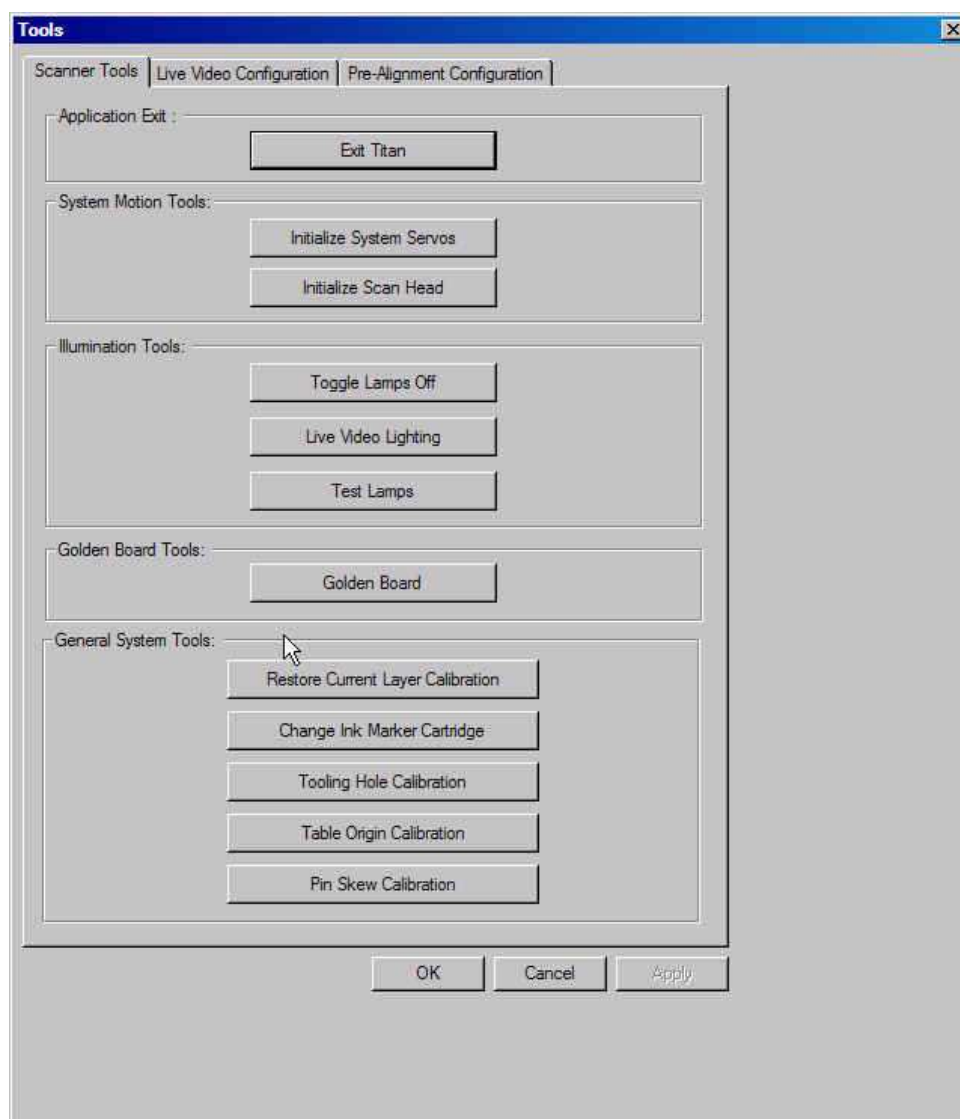 Tools
Scanner Tools Live Video Configuration Pre-Alignment Configuration
Application Exit :
Exit Titan
System Motion Tools:
Initialize System Servos
Initialize Scan Head
Illumination Tools:
Toggle Lamps Off
Live Video Lighting
Test Lamps
Golden Board Tools:
Golden Board
General System Tools:
Restore Current Layer Calibration
Change Ink Marker Cartridge
Tooling Hole Calibration
Table Origin Calibration
Pin Skew Calibration
OK Cancel Apply